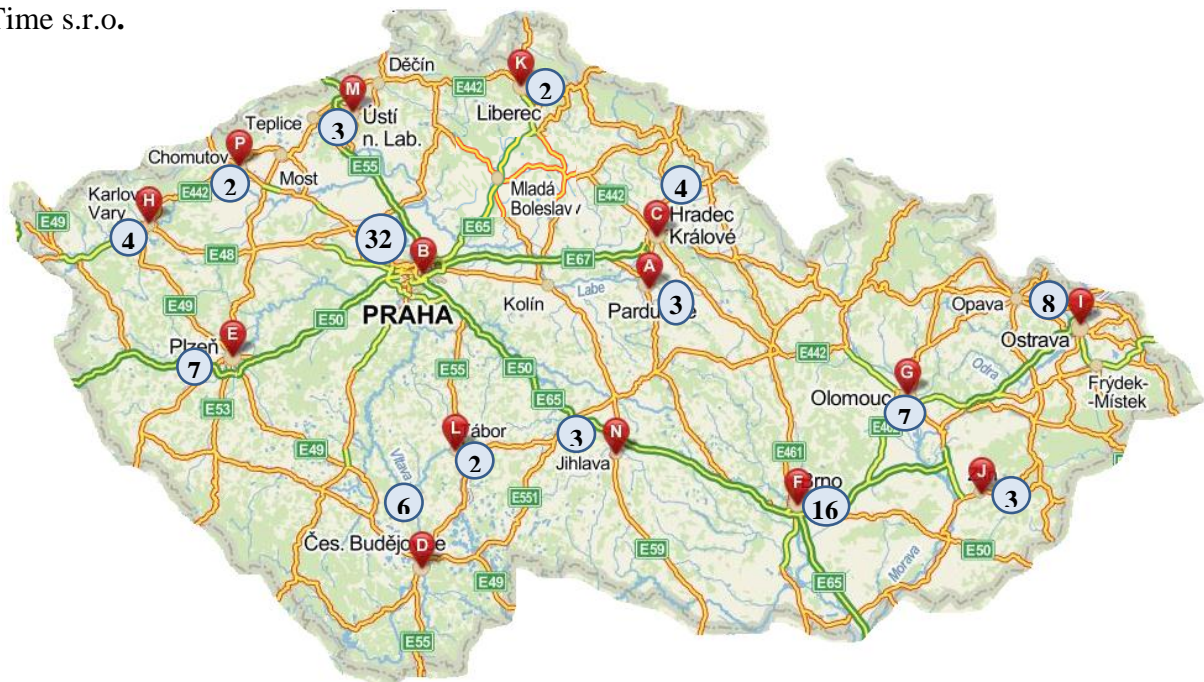 Time s.r.o.
K
Děčín
E442
2
M
Liberec
Ústí
n. Lab.
3
Teplice
P
Chomutov
E55
2
Most
Mladá
Boleslav
4
E442
Karlovy
Vary
H
E442
E49
C
Hradec
Králové
4
E65
32
E48
B
E67
A
Labe
Kolín
3
PRAHA
E49
E50
E
Plzeň
7
Opava
8
I
Ostrava
E442
E55
E50
G
Odra
Olomouc
Frýdek-
-Místek
7
E53
E65
L
Tábor
3
N
Jihlava
E49
Vltava
2
E461
E462
J
3
F
Brno
16
6
E551
Čes. Budějovice
D
E59
E50
Morava
E49
E65
E55